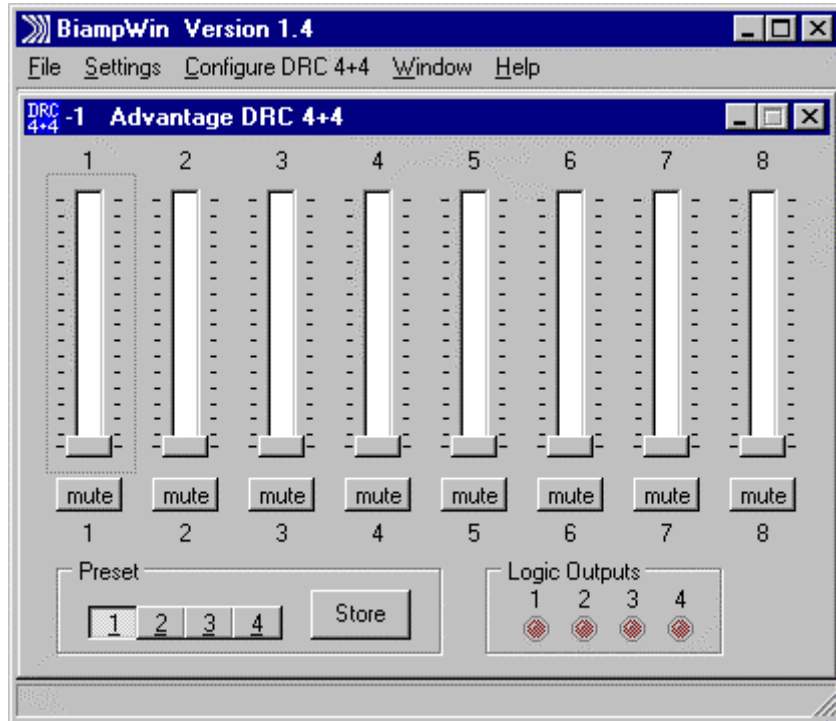 BiampWin Version 1.4
File Settings Configure DRC 4+4 Window Help
DRC 4+4 -1 Advantage DRC 4+4
1 2 3 4 5 6 7 8
mute mute mute mute mute mute mute mute
1 2 3 4 5 6 7 8
Preset
1 2 3 4 Store
Logic Outputs
1 2 3 4